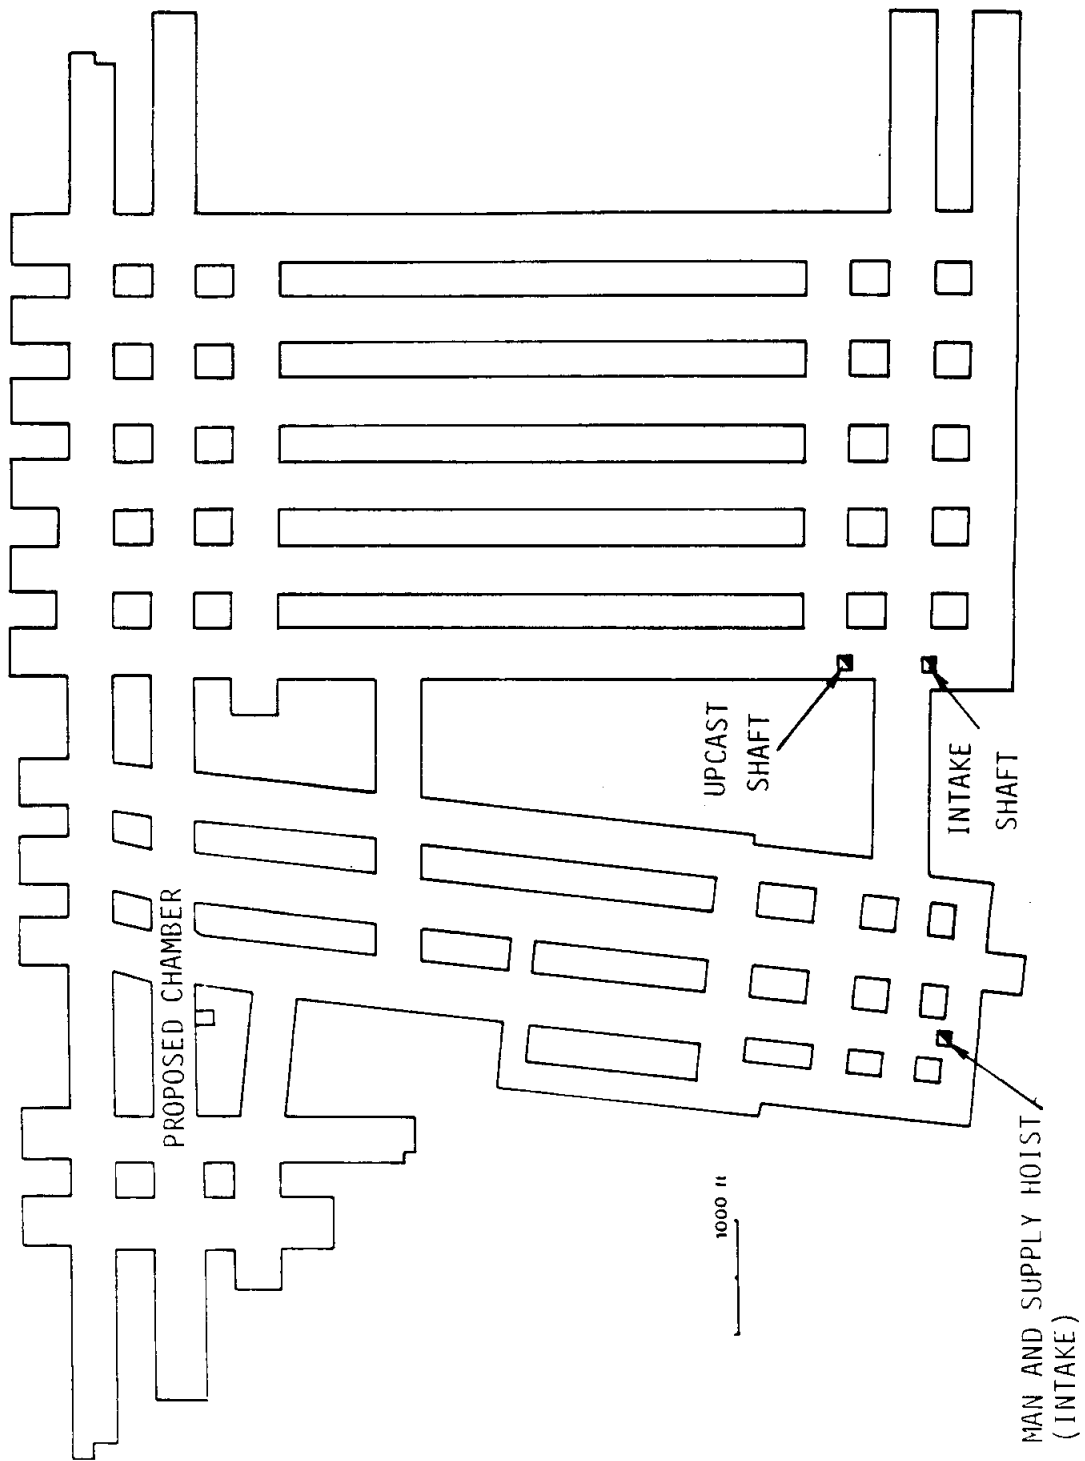 PROPOSED CHAMBER
UPCAST
SHAFT
INTAKE
SHAFT
1000 ft
MAN AND SUPPLY HOIST
(INTAKE)